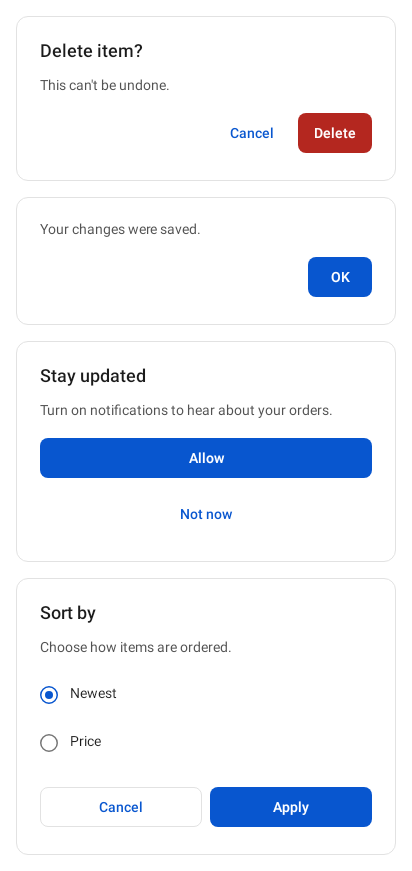 Delete item?
This can't be undone.
Cancel Delete
Your changes were saved.
OK
Stay updated
Turn on notifications to hear about your orders.
Allow
Not now
Sort by
Choose how items are ordered.
Newest
Price
Cancel Apply